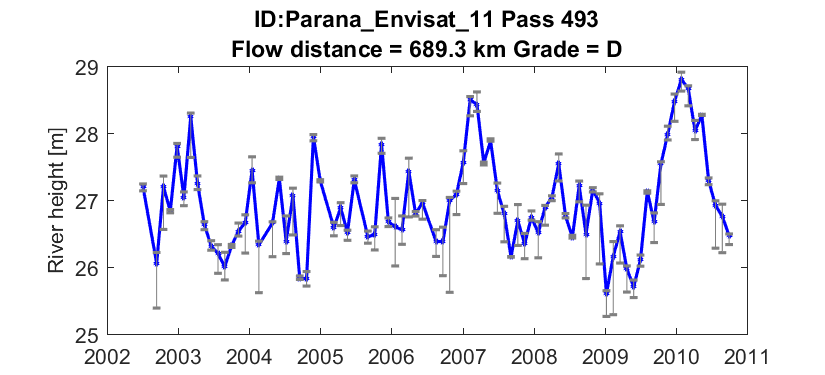 ID:Parana_Envisat_11 Pass 493
Flow distance = 689.3 km Grade = D
River height [m]
29
28
27
26
25
2002 2003 2004 2005 2006 2007 2008 2009 2010 2011